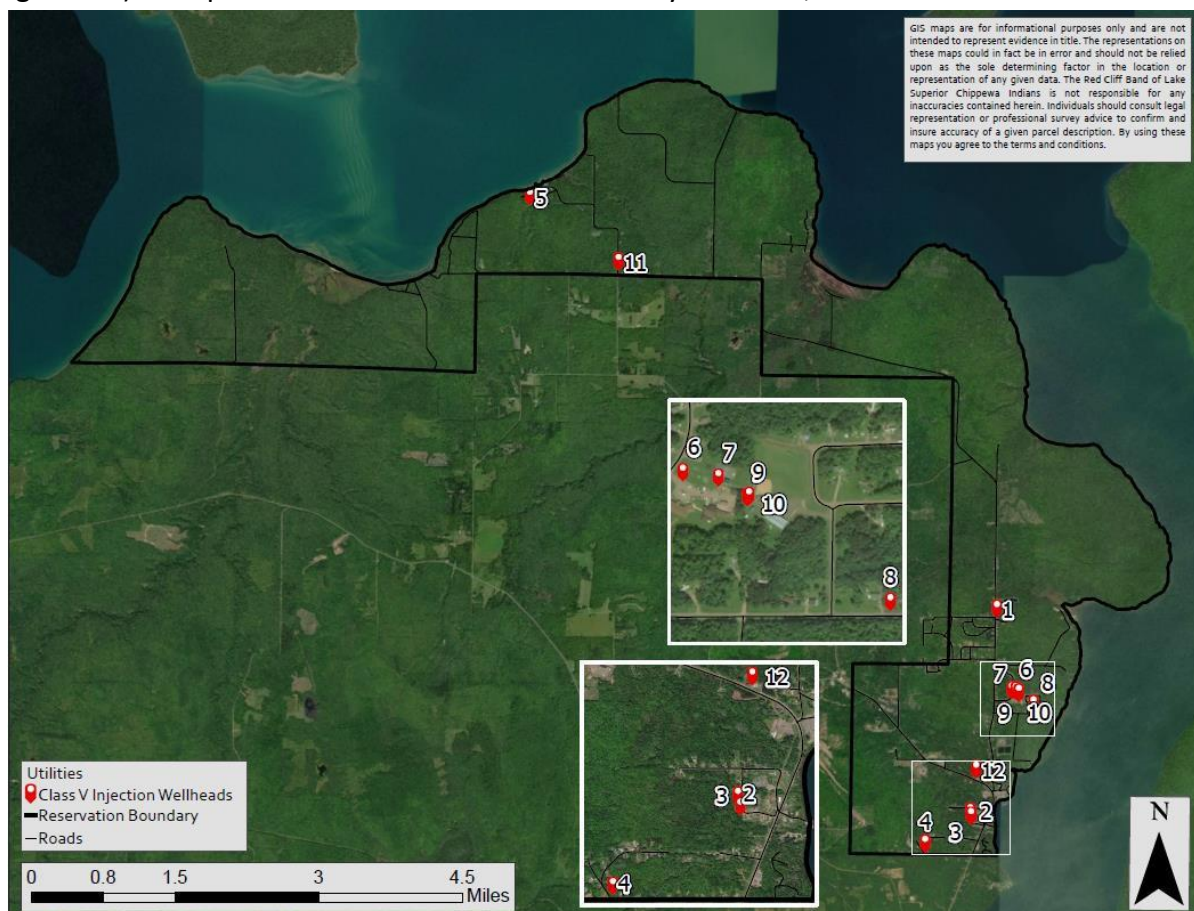 GIS maps are for informational purposes only and are not
intended to represent evidence in title. The representations on
these maps could in fact be in error and should not be relied
upon as the sole determining factor in the location or
representation of any given data. The Red Cliff Band of Lake
Superior Chippewa Indians is not responsible for any
inaccuracies contained herein. Individuals should consult legal
representation or professional survey advice to confirm and
insure accuracy of a given parcel description. By using these
maps you agree to the terms and conditions.
5
11
6
7
9
10
8
1
7 6 8
9 10
12
2
4 3
12
3 2
4
Utilities
Class V Injection Wellheads
Reservation Boundary
Roads
0 0.8 1.5 3 4.5
Miles
N